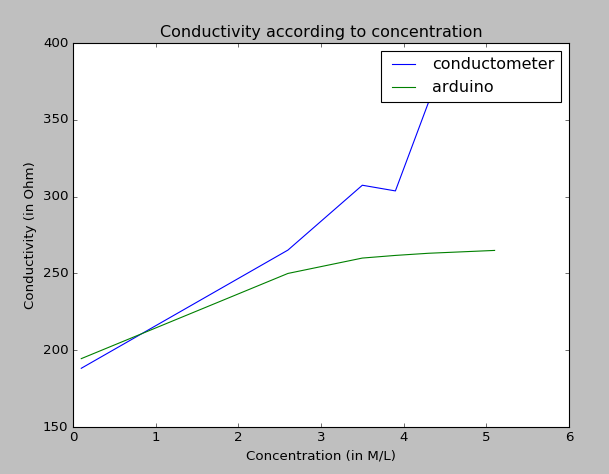 Conductivity according to concentration
400
350
300
250
200
150
Conductivity (in Ohm)
conductometer
arduino
0 1 2 3 4 5 6
Concentration (in M/L)